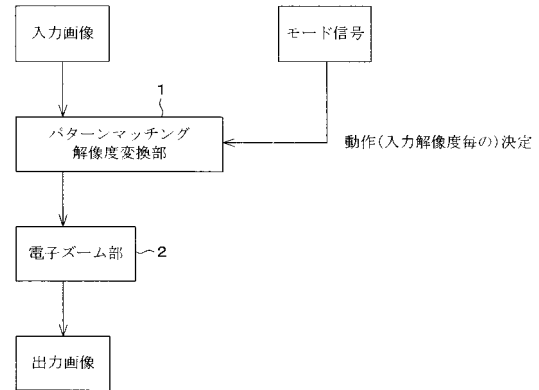 入力画像
モード信号
1
パターンマッチング
解像度変換部
動作(入力解像度毎の)決定
電子ズーム部
2
出力画像